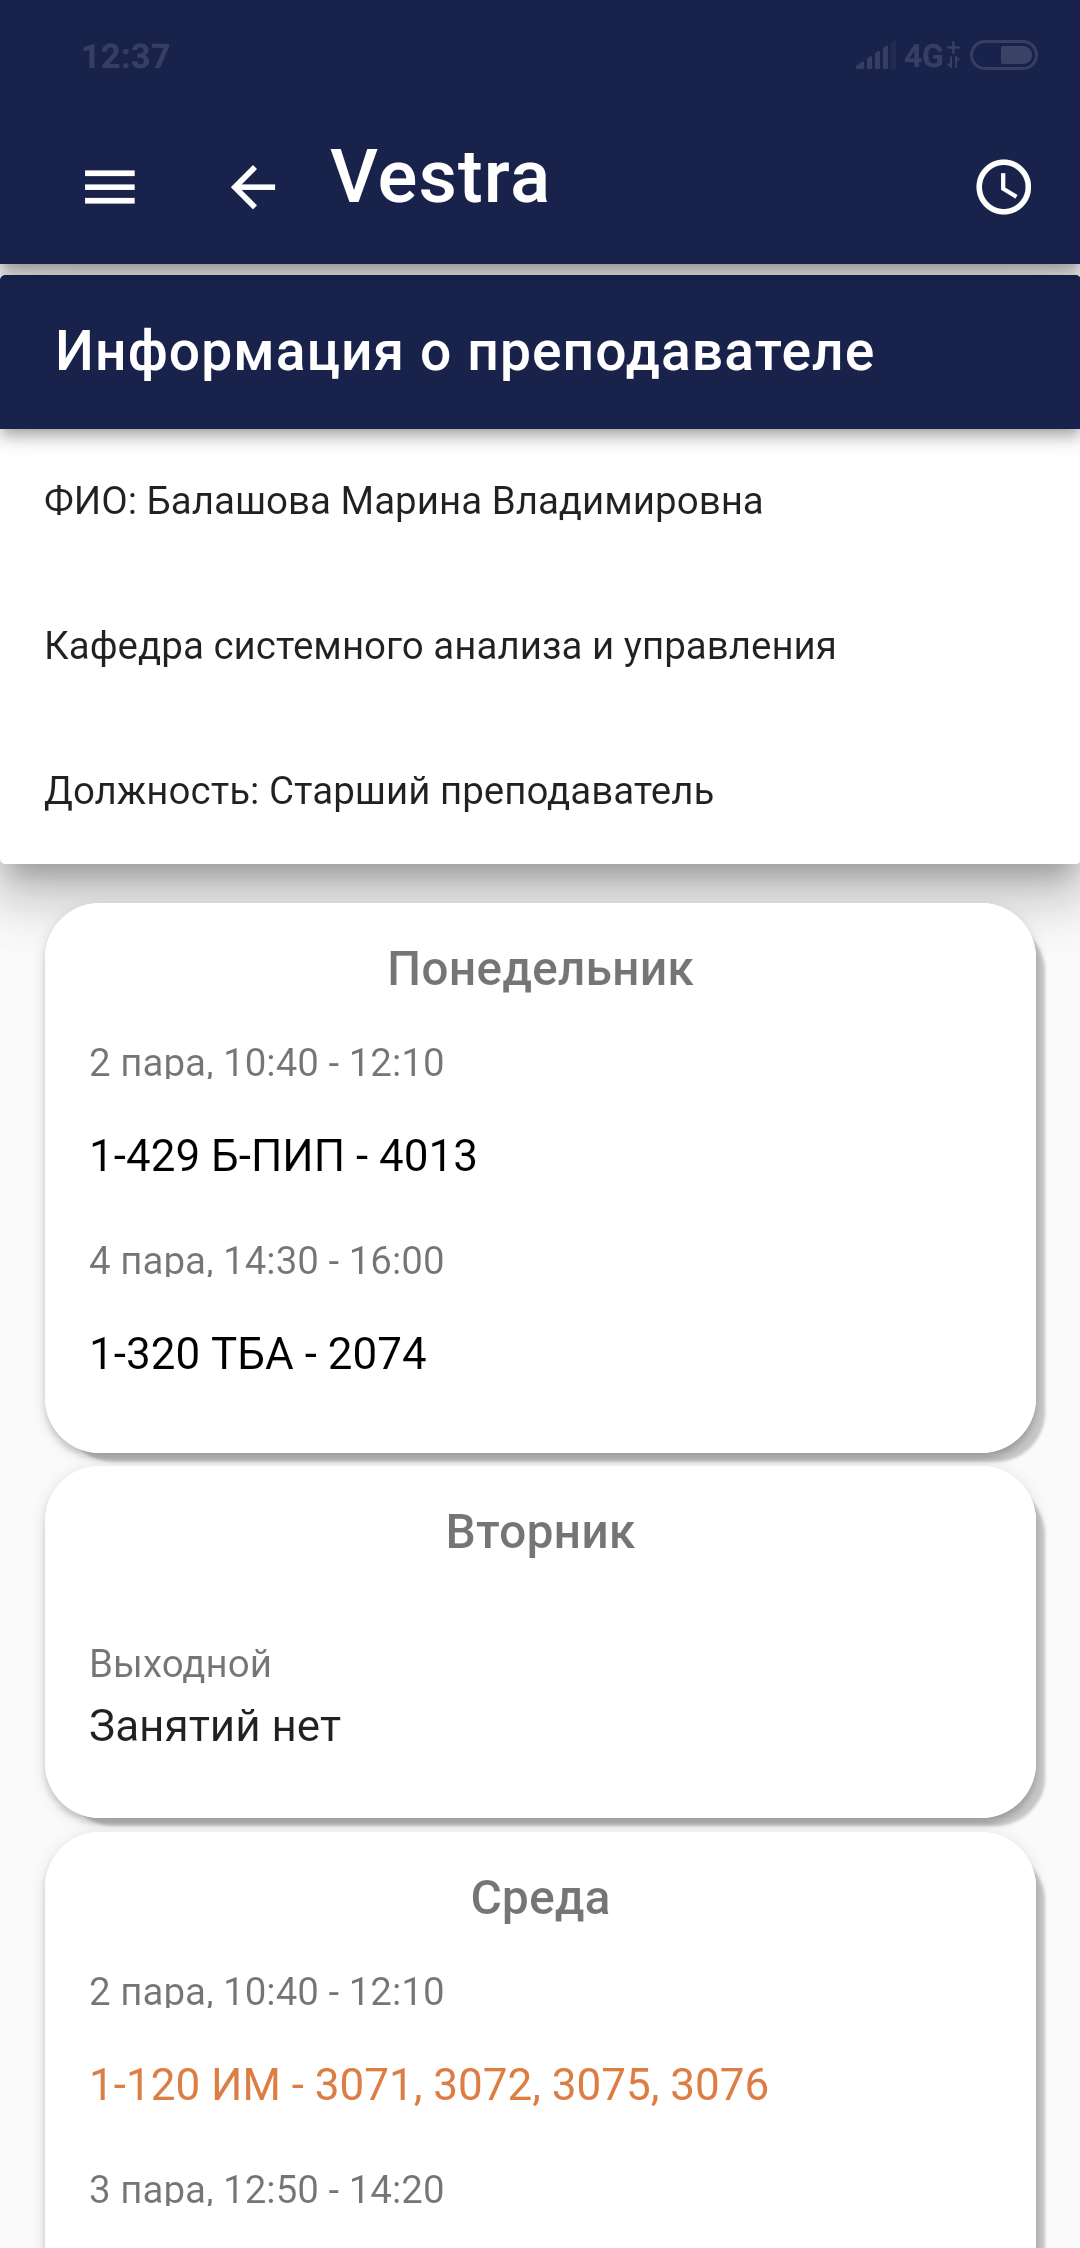 12:37 4G+
Vestra
Информация о преподавателе
ФИО: Балашова Марина Владимировна
Кафедра системного анализа и управления
Должность: Старший преподаватель
Понедельник
2 пара, 10:40 - 12:10
1-429 Б-ПИП - 4013
4 пара, 14:30 - 16:00
1-320 ТБА - 2074
Вторник
Выходной
Занятий нет
Среда
2 пара, 10:40 - 12:10
1-120 ИМ - 3071, 3072, 3075, 3076
3 пара, 12:50 - 14:20